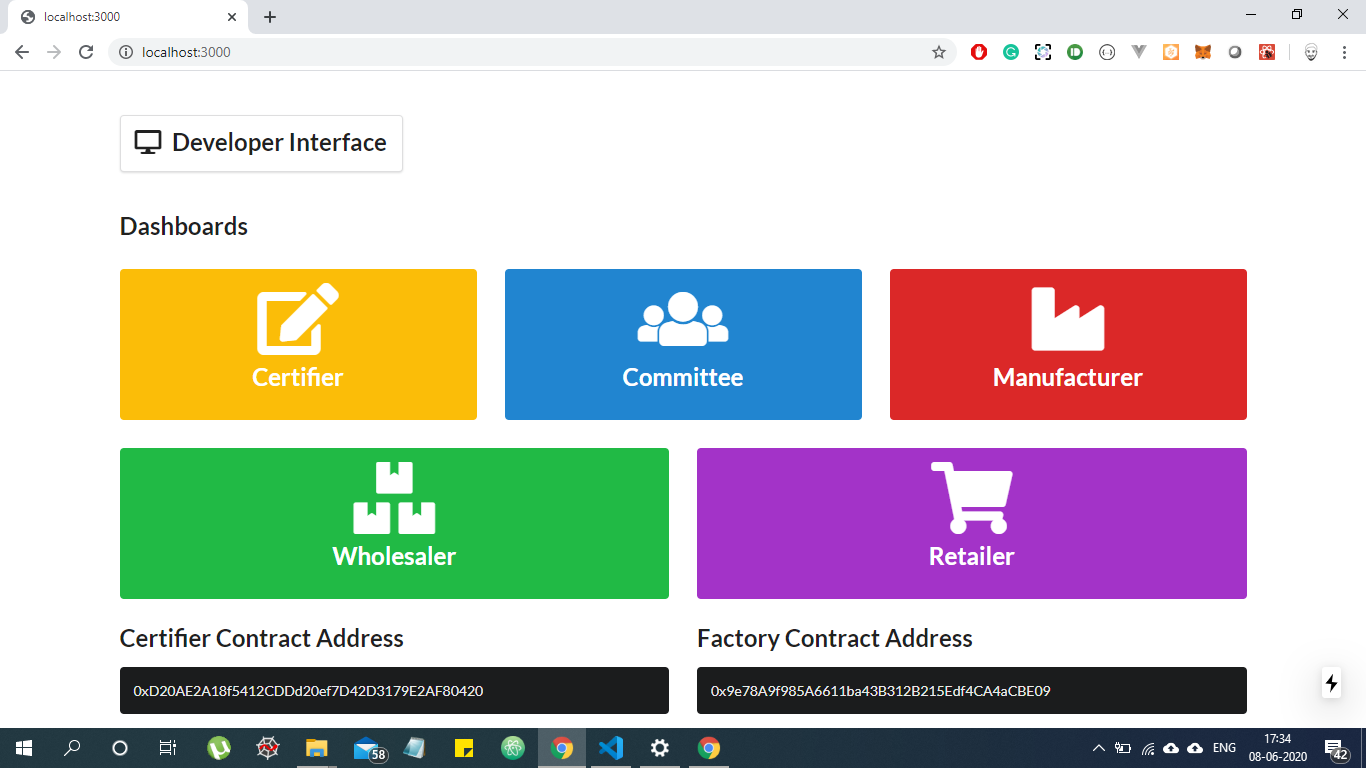 localhost:3000
localhost:3000
Developer Interface
Dashboards
Certifier
Committee
Manufacturer
Wholesaler
Retailer
Certifier Contract Address
Factory Contract Address
0xD20AE2A18f5412CDDd20ef7D42D3179E2AF80420
0x9e78A9f985A6611ba43B312B215Edf4CA4aCBE09
58
ENG
17:34
08-06-2020
42